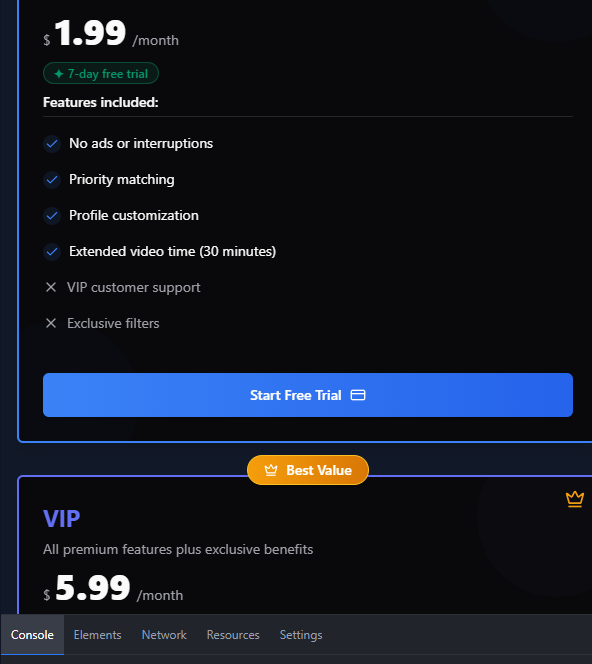 $ 1.99 /month
✦ 7-day free trial
Features included:
No ads or interruptions
Priority matching
Profile customization
Extended video time (30 minutes)
VIP customer support
Exclusive filters
Start Free Trial
Best Value
VIP
All premium features plus exclusive benefits
$ 5.99 /month
Console Elements Network Resources Settings